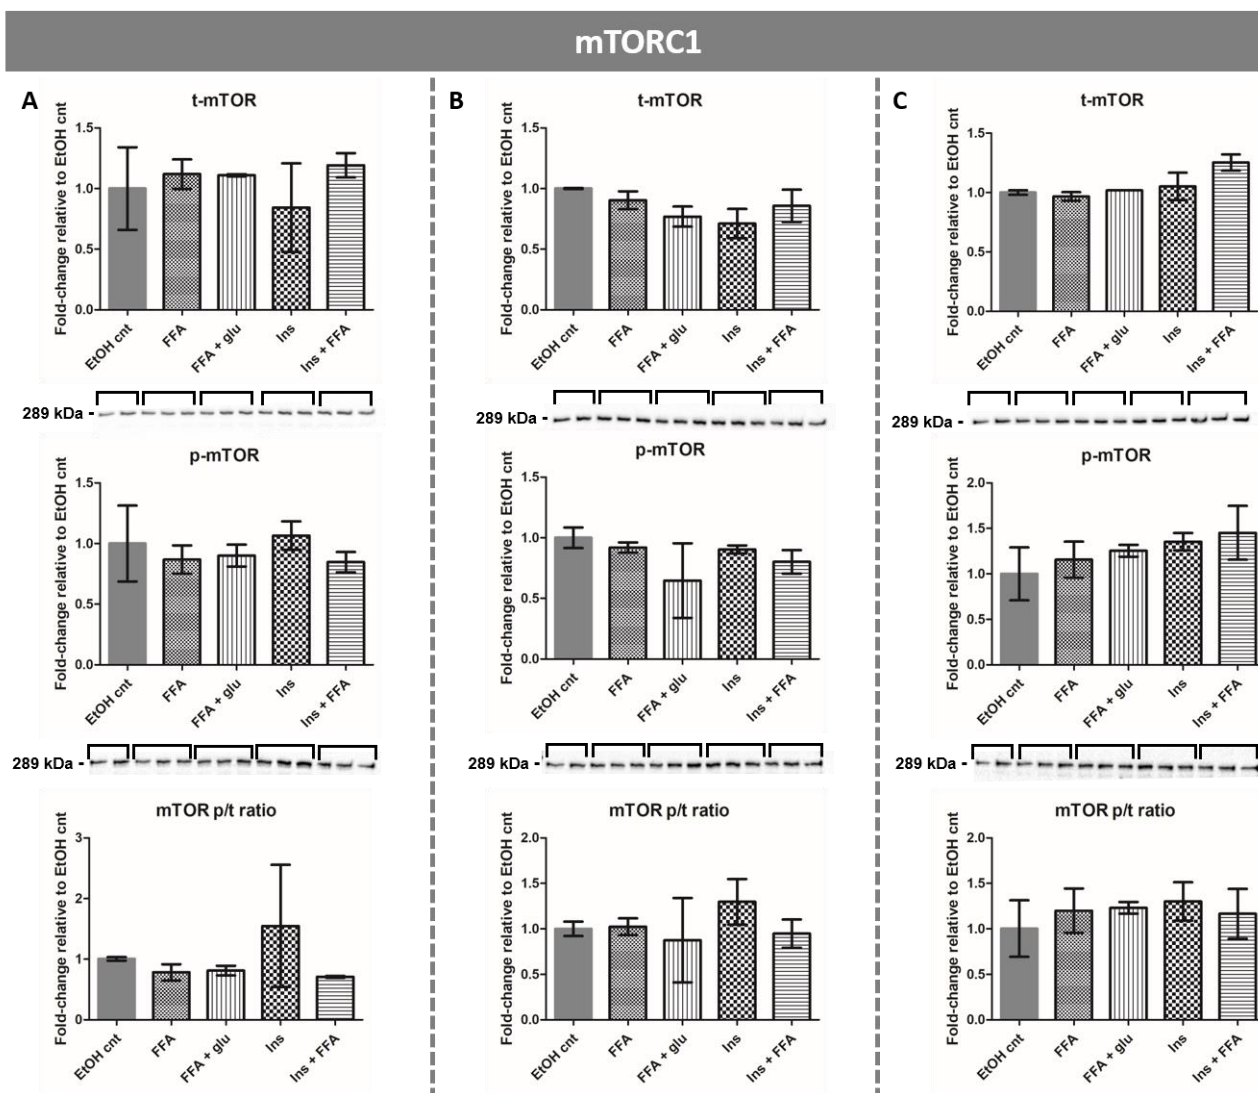 mTORC1
A
t-mTOR
Fold-change relative to EtOH cnt
1.5
1.0
0.5
0.0
EtOH cnt
FFA
FFA + glu
Ins
Ins + FFA
289 kDa -
p-mTOR
Fold-change relative to EtOH cnt
1.5
1.0
0.5
0.0
EtOH cnt
FFA
FFA + glu
Ins
Ins + FFA
289 kDa -
mTOR p/t ratio
Fold-change relative to EtOH cnt
3
2
1
0
EtOH cnt
FFA
FFA + glu
Ins
Ins + FFA
B
t-mTOR
Fold-change relative to EtOH cnt
1.5
1.0
0.5
0.0
EtOH cnt
FFA
FFA + glu
Ins
Ins + FFA
289 kDa -
p-mTOR
Fold-change relative to EtOH cnt
1.5
1.0
0.5
0.0
EtOH cnt
FFA
FFA + glu
Ins
Ins + FFA
289 kDa -
mTOR p/t ratio
Fold-change relative to EtOH cnt
2.0
1.5
1.0
0.5
0.0
EtOH cnt
FFA
FFA + glu
Ins
Ins + FFA
C
t-mTOR
Fold-change relative to EtOH cnt
1.5
1.0
0.5
0.0
EtOH cnt
FFA
FFA + glu
Ins
Ins + FFA
289 kDa -
p-mTOR
Fold-change relative to EtOH cnt
2.0
1.5
1.0
0.5
0.0
EtOH cnt
FFA
FFA + glu
Ins
Ins + FFA
289 kDa -
mTOR p/t ratio
Fold-change relative to EtOH cnt
2.0
1.5
1.0
0.5
0.0
EtOH cnt
FFA
FFA + glu
Ins
Ins + FFA